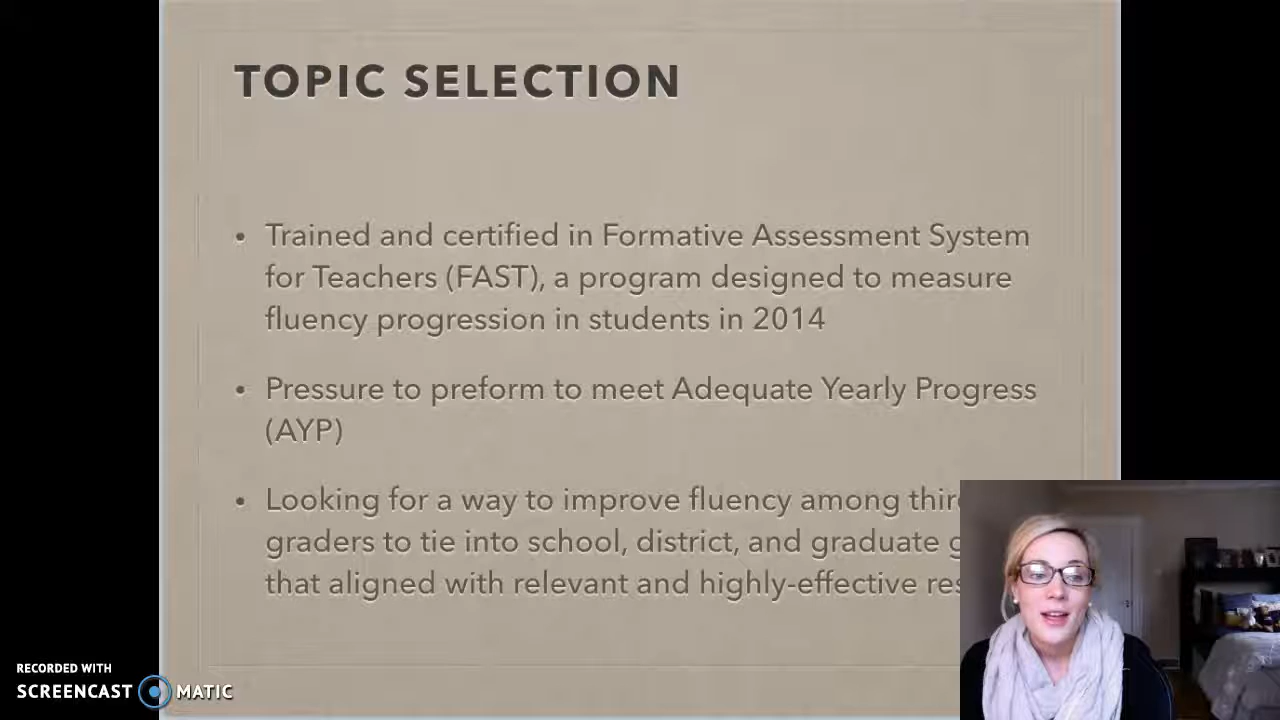 TOPIC SELECTION
• Trained and certified in Formative Assessment System
for Teachers (FAST), a program designed to measure
fluency progression in students in 2014
• Pressure to preform to meet Adequate Yearly Progress
(AYP)
• Looking for a way to improve fluency among
graders to tie into school, district, and graduate
that aligned with relevant and highly-effective
RECORDED WITH
SCREENCAST MATIC